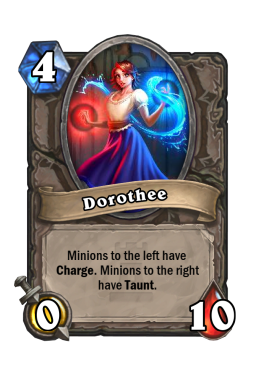 4
Dorothee
Minions to the left have
Charge. Minions to the right
have Taunt.
0
10